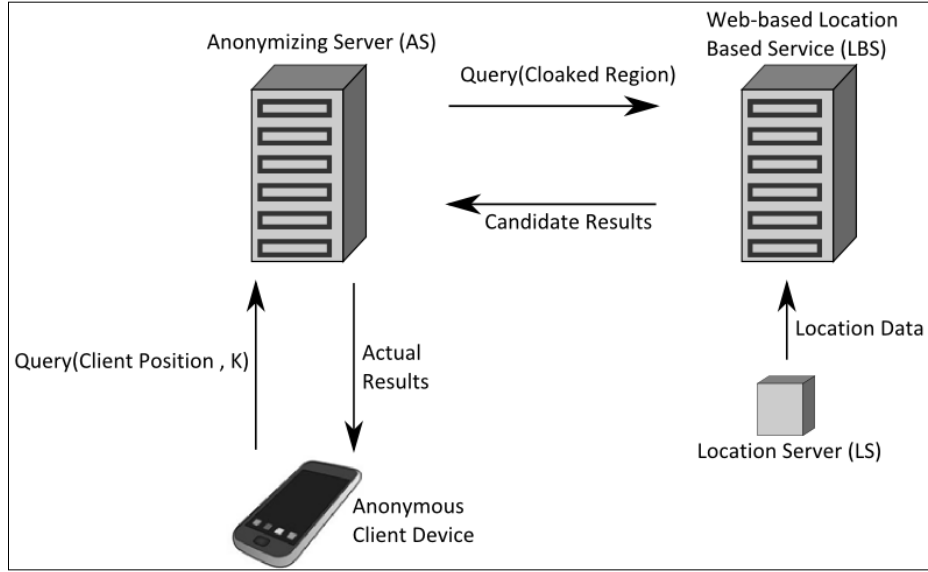 Anonymizing Server (AS)
Web-based Location
Based Service (LBS)
Query(Cloaked Region)
Candidate Results
Query(Client Position , K)
Actual
Results
Location Data
Location Server (LS)
Anonymous
Client Device